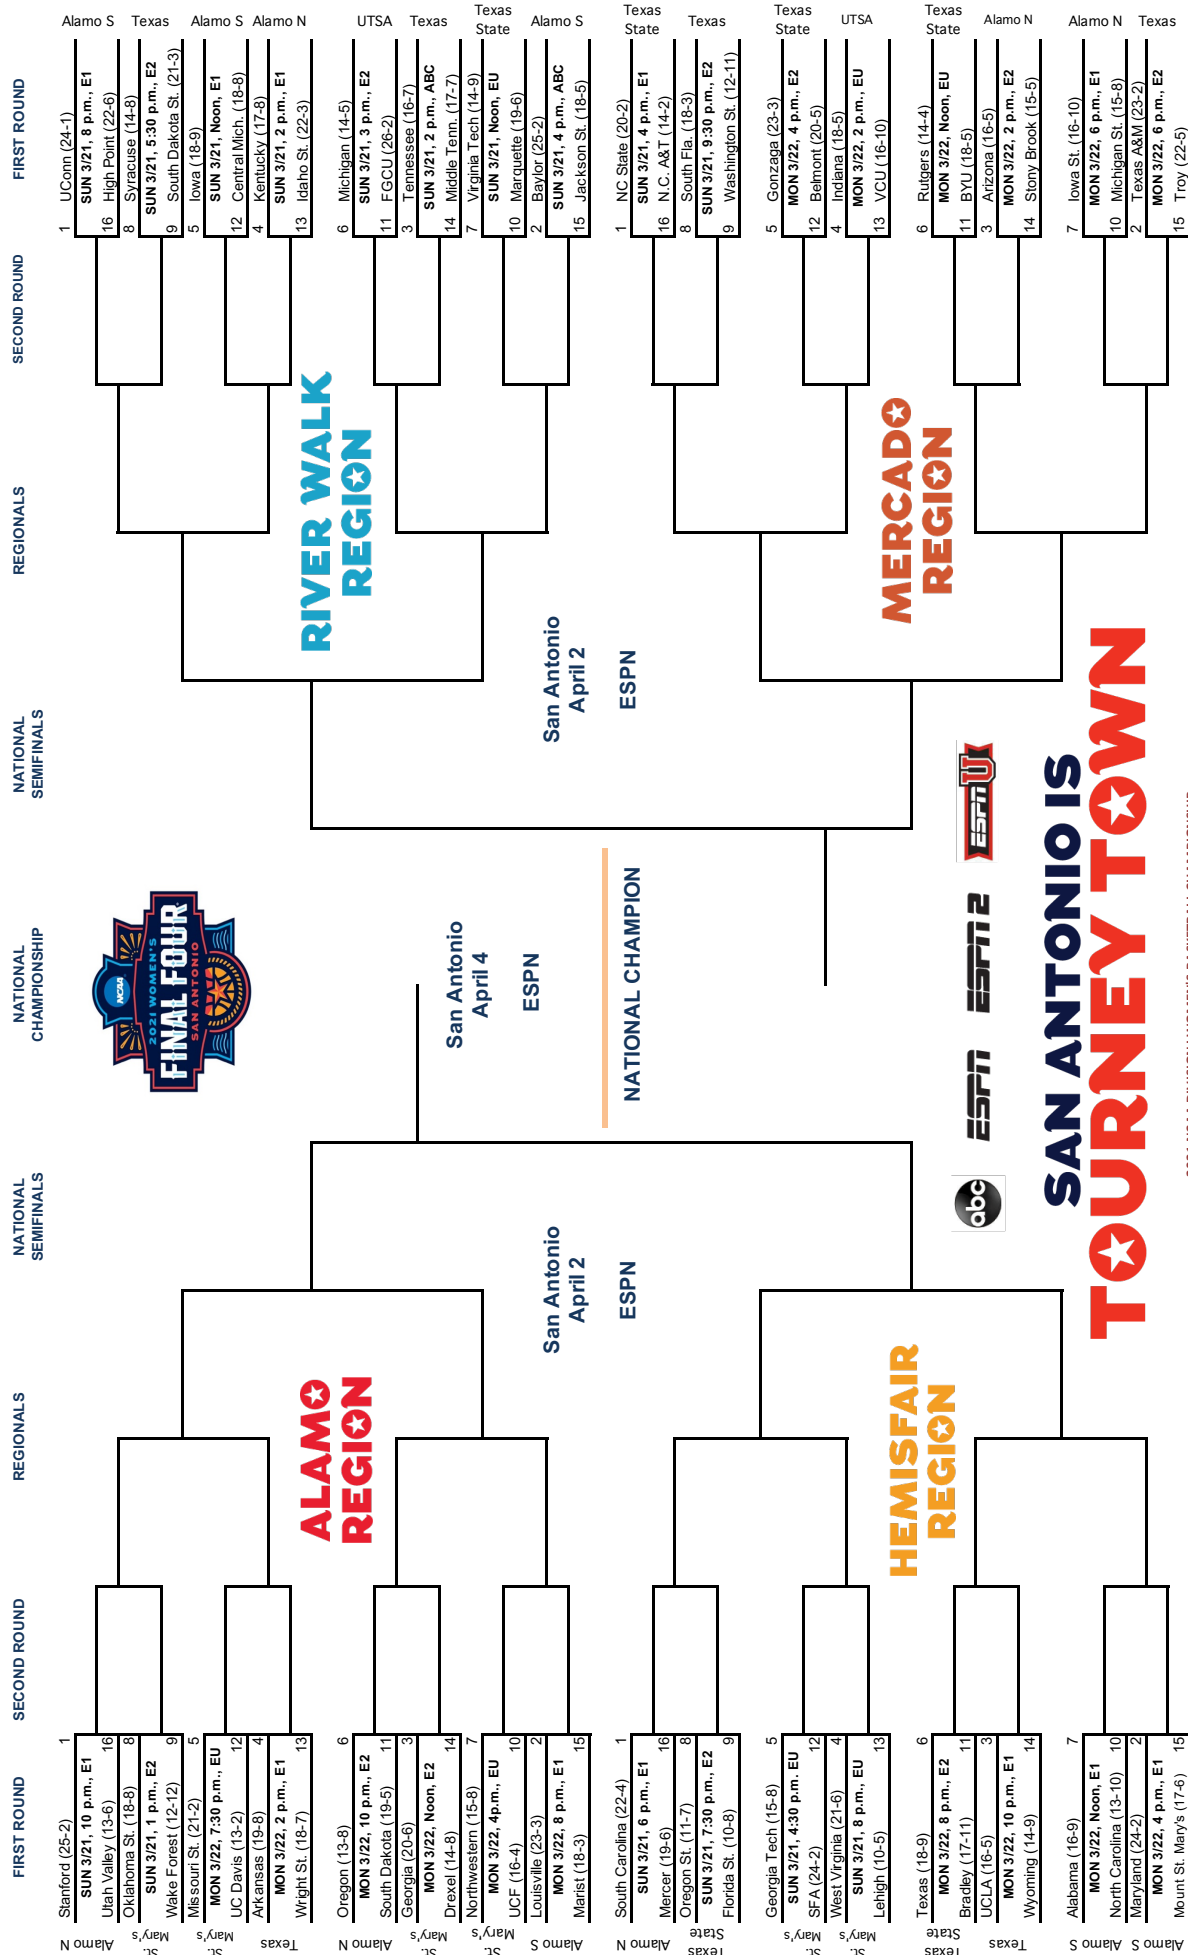 FIRST ROUND
SECOND ROUND
REGIONALS
NATIONAL
SEMIFINALS
NATIONAL
CHAMPIONSHIP
NATIONAL
SEMIFINALS
REGIONALS
SECOND ROUND
FIRST ROUND
Alamo N
Stanford (25-2) 1
SUN 3/21, 10 p.m., E1
Utah Valley (13-6) 16
St.
Mary's
Oklahoma St. (18-8) 8
SUN 3/21, 1 p.m., E2
Wake Forest (12-12) 9
St.
Mary's
Missouri St. (21-2) 5
MON 3/22, 7:30 p.m., EU
UC Davis (13-2) 12
Texas
Arkansas (19-8) 4
MON 3/22, 2 p.m., E1
Wright St. (18-7) 13
Alamo N
Oregon (13-8) 6
MON 3/22, 10 p.m., E2
South Dakota (19-5) 11
St.
Mary's
Georgia (20-6) 3
MON 3/22, Noon, E2
Drexel (14-8) 14
St.
Mary's
Northwestern (15-8) 7
MON 3/22, 4p.m., EU
UCF (16-4) 10
Alamo S
Louisville (23-3) 2
MON 3/22, 8 p.m., E1
Marist (18-3) 15
ALAMO
REGION
Alamo N
South Carolina (22-4) 1
SUN 3/21, 6 p.m., E1
Mercer (19-6) 16
Texas
State
Oregon St. (11-7) 8
SUN 3/21, 7:30 p.m., E2
Florida St. (10-8) 9
St.
Mary's
Georgia Tech (15-8) 5
SUN 3/21, 4:30 p.m. EU
SFA (24-2) 12
St.
Mary's
West Virginia (21-6) 4
SUN 3/21, 8 p.m., EU
Lehigh (10-5) 13
Texas
State
Texas (18-9) 6
MON 3/22, 8 p.m., E2
Bradley (17-11) 11
Texas
UCLA (16-5) 3
MON 3/22, 10 p.m., E1
Wyoming (14-9) 14
Alamo S
Alabama (16-9) 7
MON 3/22, Noon, E1
North Carolina (13-10) 10
Alamo S
Maryland (24-2) 2
MON 3/22, 4 p.m., E1
Mount St. Mary's (17-6) 15
HEMISFAIR
REGION
San Antonio
April 2
ESPN
NCAA
2021 WOMEN'S
FINAL FOUR
SAN ANTONIO
San Antonio
April 4
ESPN
NATIONAL CHAMPION
San Antonio
April 2
ESPN
1 UConn (24-1) Alamo S
SUN 3/21, 8 p.m., E1
16 High Point (22-6)
8 Syracuse (14-8) Texas
SUN 3/21, 5:30 p.m., E2
9 South Dakota St. (21-3)
5 Iowa (18-9) Alamo S
SUN 3/21, Noon, E1
12 Central Mich. (18-8)
4 Kentucky (17-8) Alamo N
SUN 3/21, 2 p.m., E1
13 Idaho St. (22-3)
6 Michigan (14-5) UTSA
SUN 3/21, 3 p.m., E2
11 FGCU (26-2)
3 Tennessee (16-7) Texas
SUN 3/21, 2 p.m., ABC
14 Middle Tenn. (17-7)
7 Virginia Tech (14-9) Texas
State
SUN 3/21, Noon, EU
10 Marquette (19-6)
2 Baylor (25-2) Alamo S
SUN 3/21, 4 p.m., ABC
15 Jackson St. (18-5)
RIVER WALK
REGION
1 NC State (20-2) Texas
State
SUN 3/21, 4 p.m., E1
16 N.C. A&T (14-2)
8 South Fla. (18-3) Texas
SUN 3/21, 9:30 p.m., E2
9 Washington St. (12-11)
5 Gonzaga (23-3) Texas
State
MON 3/22, 4 p.m., E2
12 Belmont (20-5)
4 Indiana (18-5) UTSA
MON 3/22, 2 p.m., EU
13 VCU (16-10)
6 Rutgers (14-4) Texas
State
MON 3/22, Noon, EU
11 BYU (18-5)
3 Arizona (16-5) Alamo N
MON 3/22, 2 p.m., E2
14 Stony Brook (15-5)
7 Iowa St. (16-10) Alamo N
MON 3/22, 6 p.m., E1
10 Michigan St. (15-8)
2 Texas A&M (23-2) Texas
MON 3/22, 6 p.m., E2
15 Troy (22-5)
MERCADO
REGION
abc
ESPN
ESPN 2
ESPN U
SAN ANTONIO IS
TOURNEY TOWN